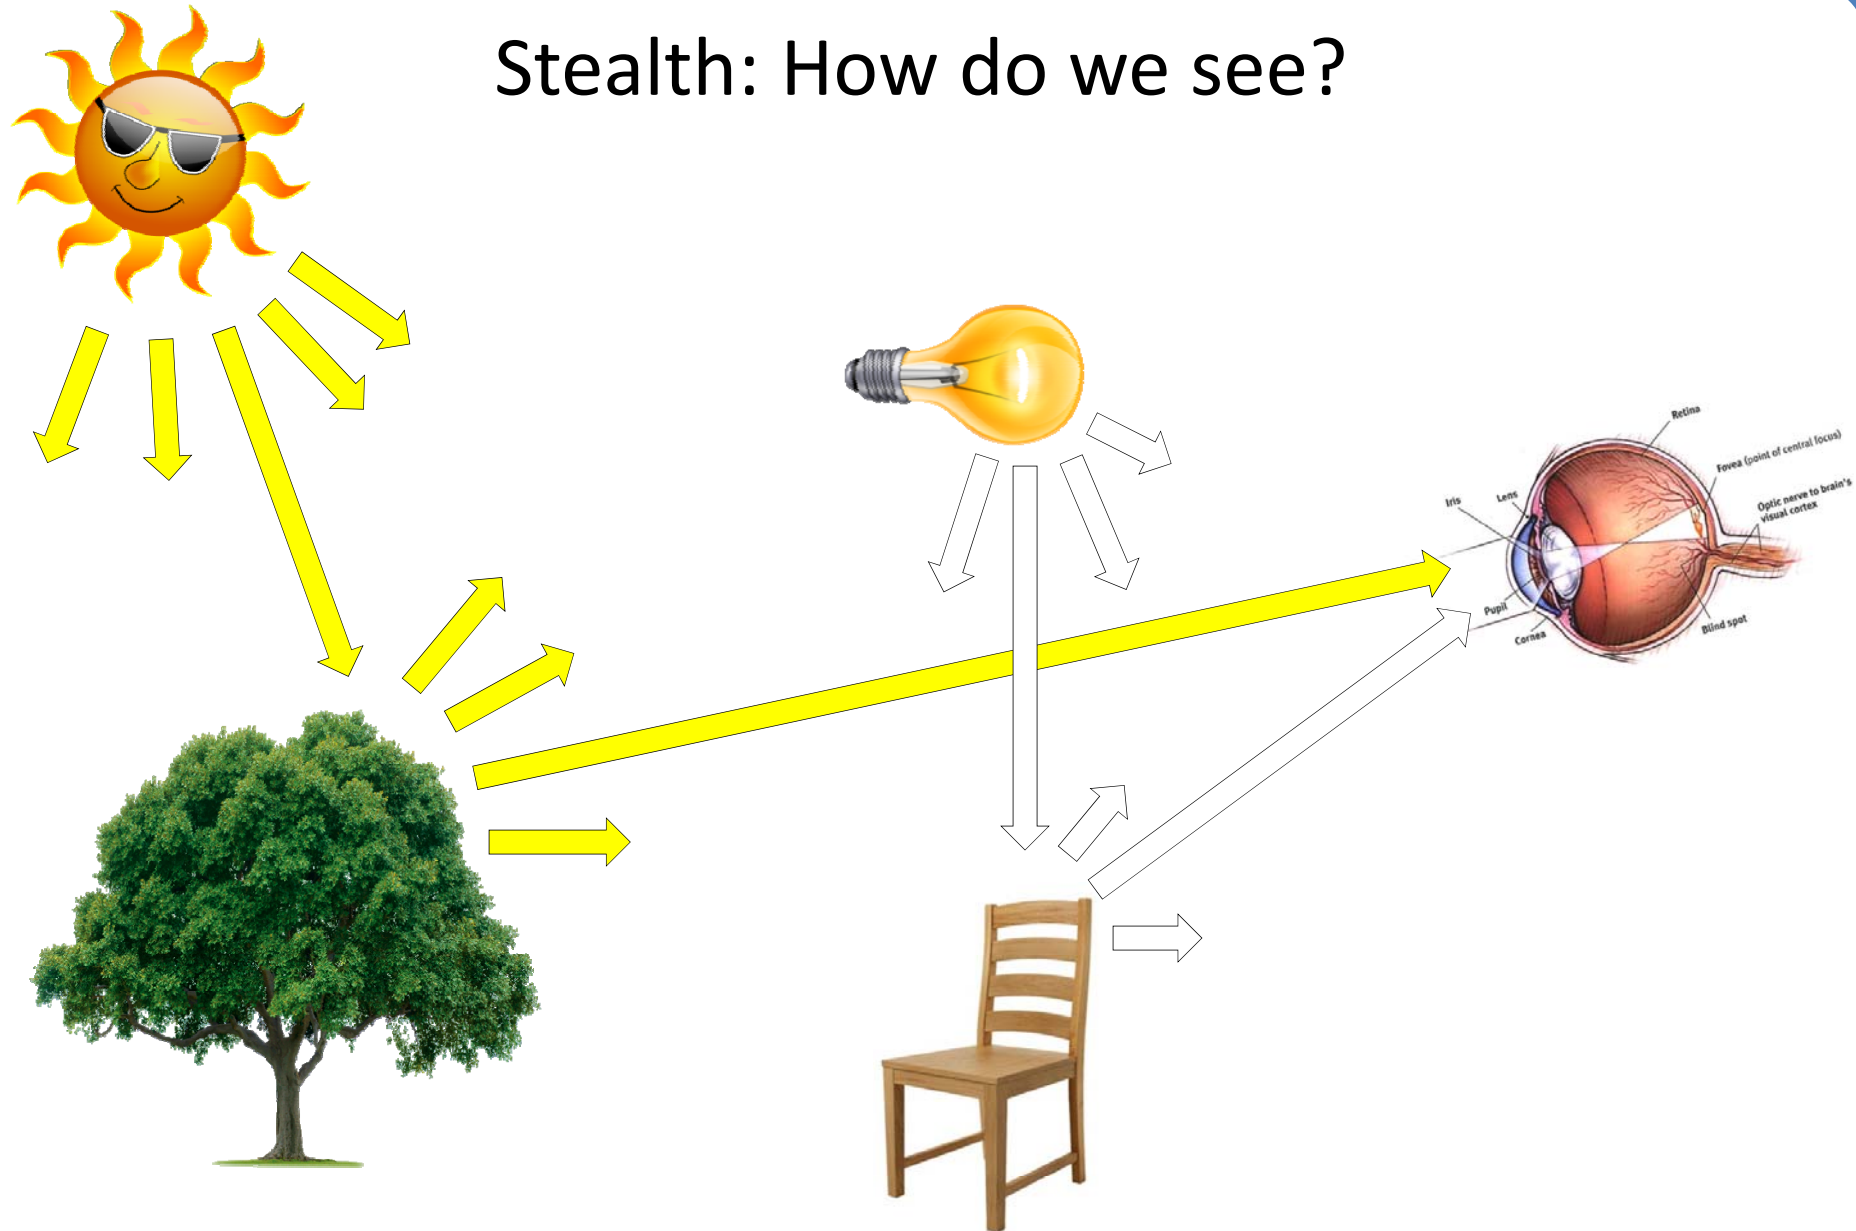 Stealth: How do we see?
Retina
Fovea (point of central focus)
Iris
Lens
Optic nerve to brain's
visual cortex
Pupil
Cornea
Blind spot